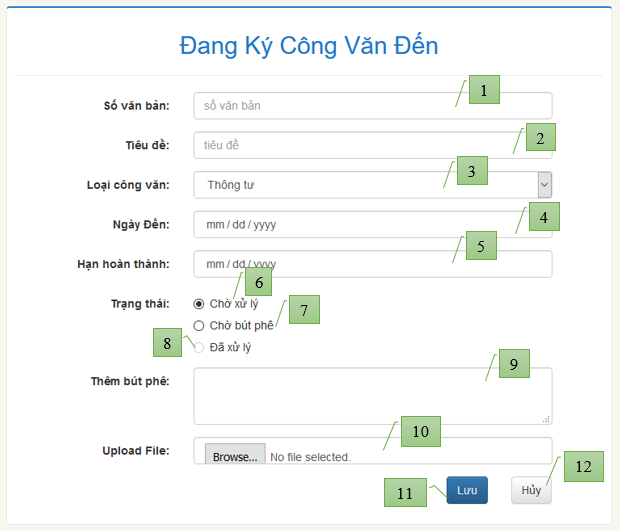 Đang Ký Công Văn Đến
1
Số văn bản: số văn bản
2
Tiêu đề: tiêu đề
3
Loại công văn: Thông tư
4
Ngày Đến: mm / dd / yyyy
5
Hạn hoàn thành: mm / dd / yyyy
6
Trạng thái: Chờ xử lý
7
Chờ bút phê
8
Đã xử lý
9
Thêm bút phê:
10
Upload File: Browse... No file selected.
11 Lưu Hủy 12